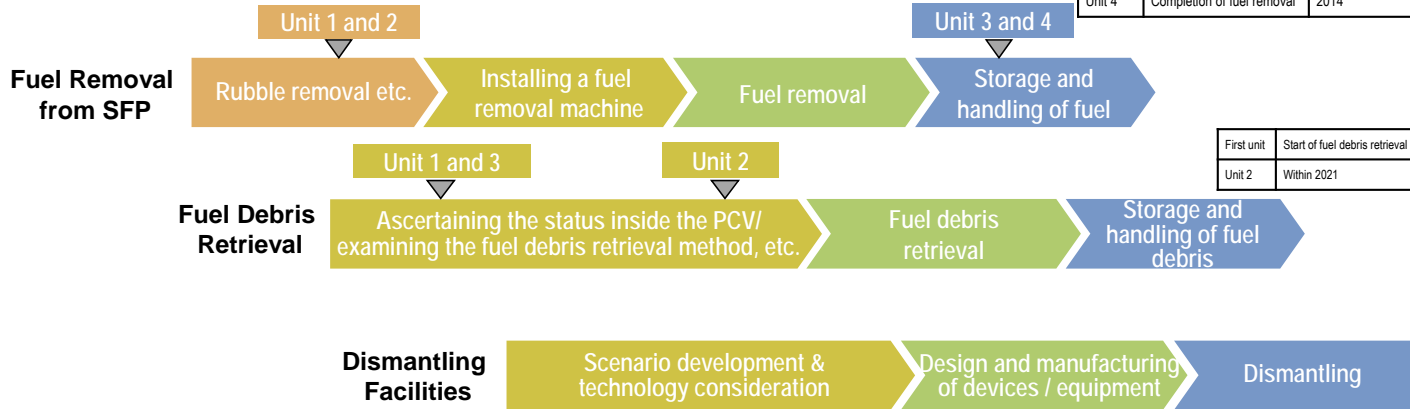 Unit 4 Completion of fuel removal 2014
Unit 1 and 2
Unit 3 and 4
Fuel Removal
from SFP
Rubble removal etc.
Installing a fuel
removal machine
Fuel removal
Storage and
handling of fuel
First unit Start of fuel debris retrieval
Unit 2 Within 2021
Unit 1 and 3
Unit 2
Fuel Debris
Retrieval
Ascertaining the status inside the PCV/
examining the fuel debris retrieval method, etc.
Fuel debris
retrieval
Storage and
handling of fuel
debris
Dismantling
Facilities
Scenario development &
technology consideration
Design and manufacturing
of devices / equipment
Dismantling